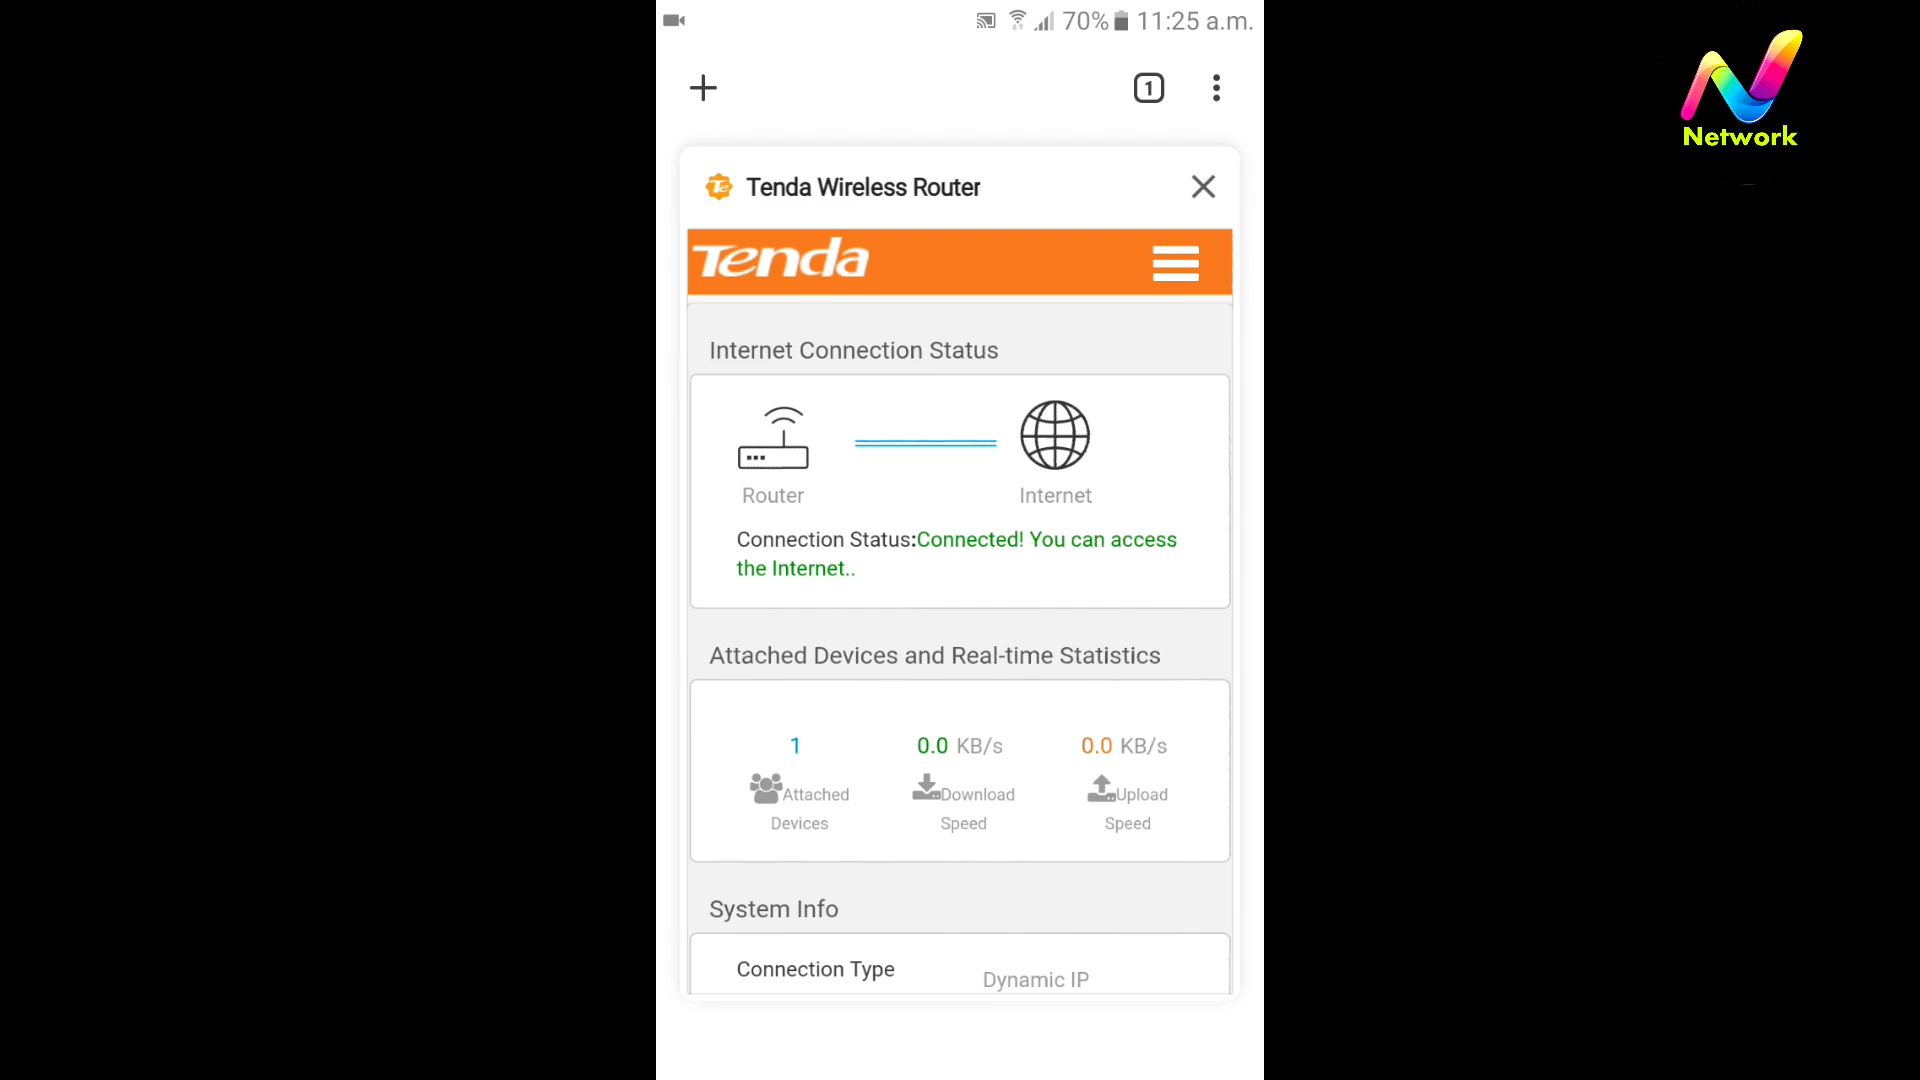 70% 11:25 a.m.
1
Network
Te Tenda Wireless Router
Tenda
Internet Connection Status
Router
Internet
Connection Status:Connected! You can access
the Internet..
Attached Devices and Real-time Statistics
1 0.0 KB/s 0.0 KB/s
Attached Download Upload
Devices Speed Speed
System Info
Connection Type Dynamic IP